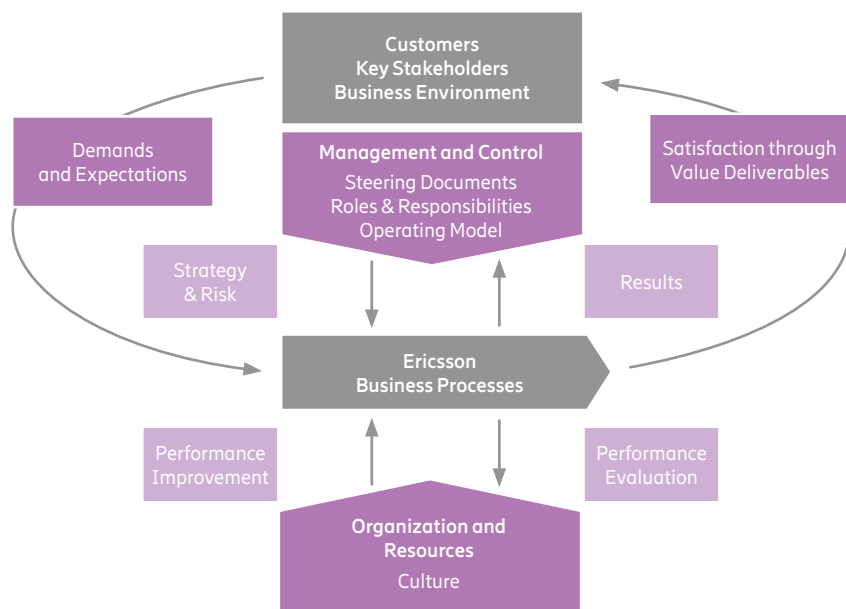 Customers
Key Stakeholders
Business Environment
Demands
and Expectations
Management and Control
Steering Documents
Roles & Responsibilities
Operating Model
Satisfaction through
Value Deliverables
Strategy
& Risk
Results
Ericsson
Business Processes
Performance
Improvement
Performance
Evaluation
Organization and
Resources
Culture